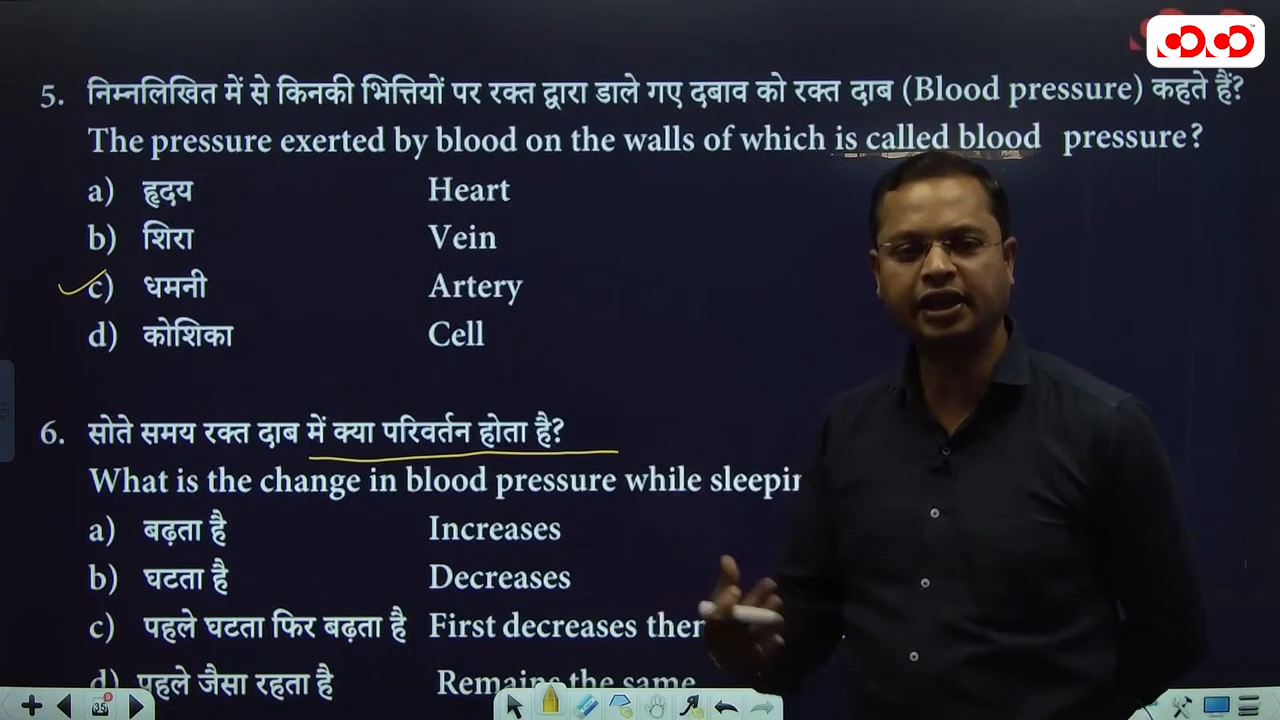 5. निम्नलिखित में से किनकी भित्तियों पर रक्त द्वारा डाले गए दबाव को रक्त दाब (Blood pressure) कहते हैं?
The pressure exerted by blood on the walls of which is called blood pressure?
a) हृदय Heart
b) शिरा Vein
c) धमनी Artery
d) कोशिका Cell
6. सोते समय रक्त दाब में क्या परिवर्तन होता है?
What is the change in blood pressure while
a) बढ़ता है Increases
b) घटता है Decreases
c) पहले घटता फिर बढ़ता है First decreases
d) पहले जैसा रहता है Remains the same
35